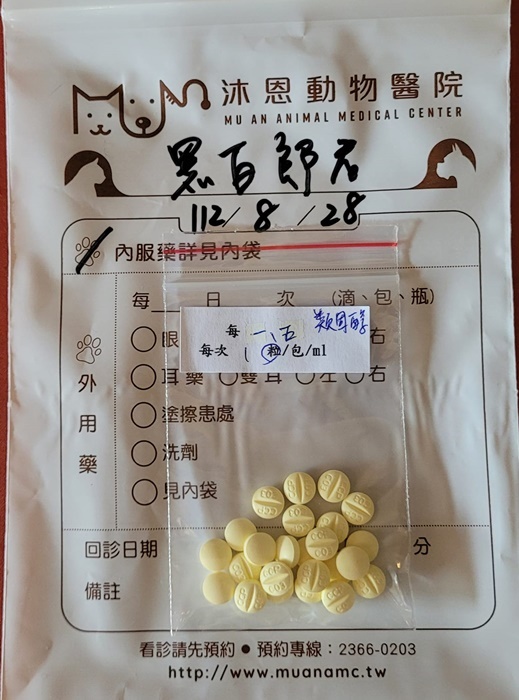 沐恩動物醫院
MU AN ANIMAL MEDICAL CENTER
黑百郎君
112/8/28
內服藥詳見內袋
每 日 次 (滴、包、瓶)
每 一、五 類固醇
每次 1 粒/包/ml
外用藥
眼 右
耳藥 雙耳 左 右
塗擦患處
洗劑
見內袋
回診日期 分
備註
看診請先預約 ● 預約專線：2366-0203
http://www.muanamc.tw